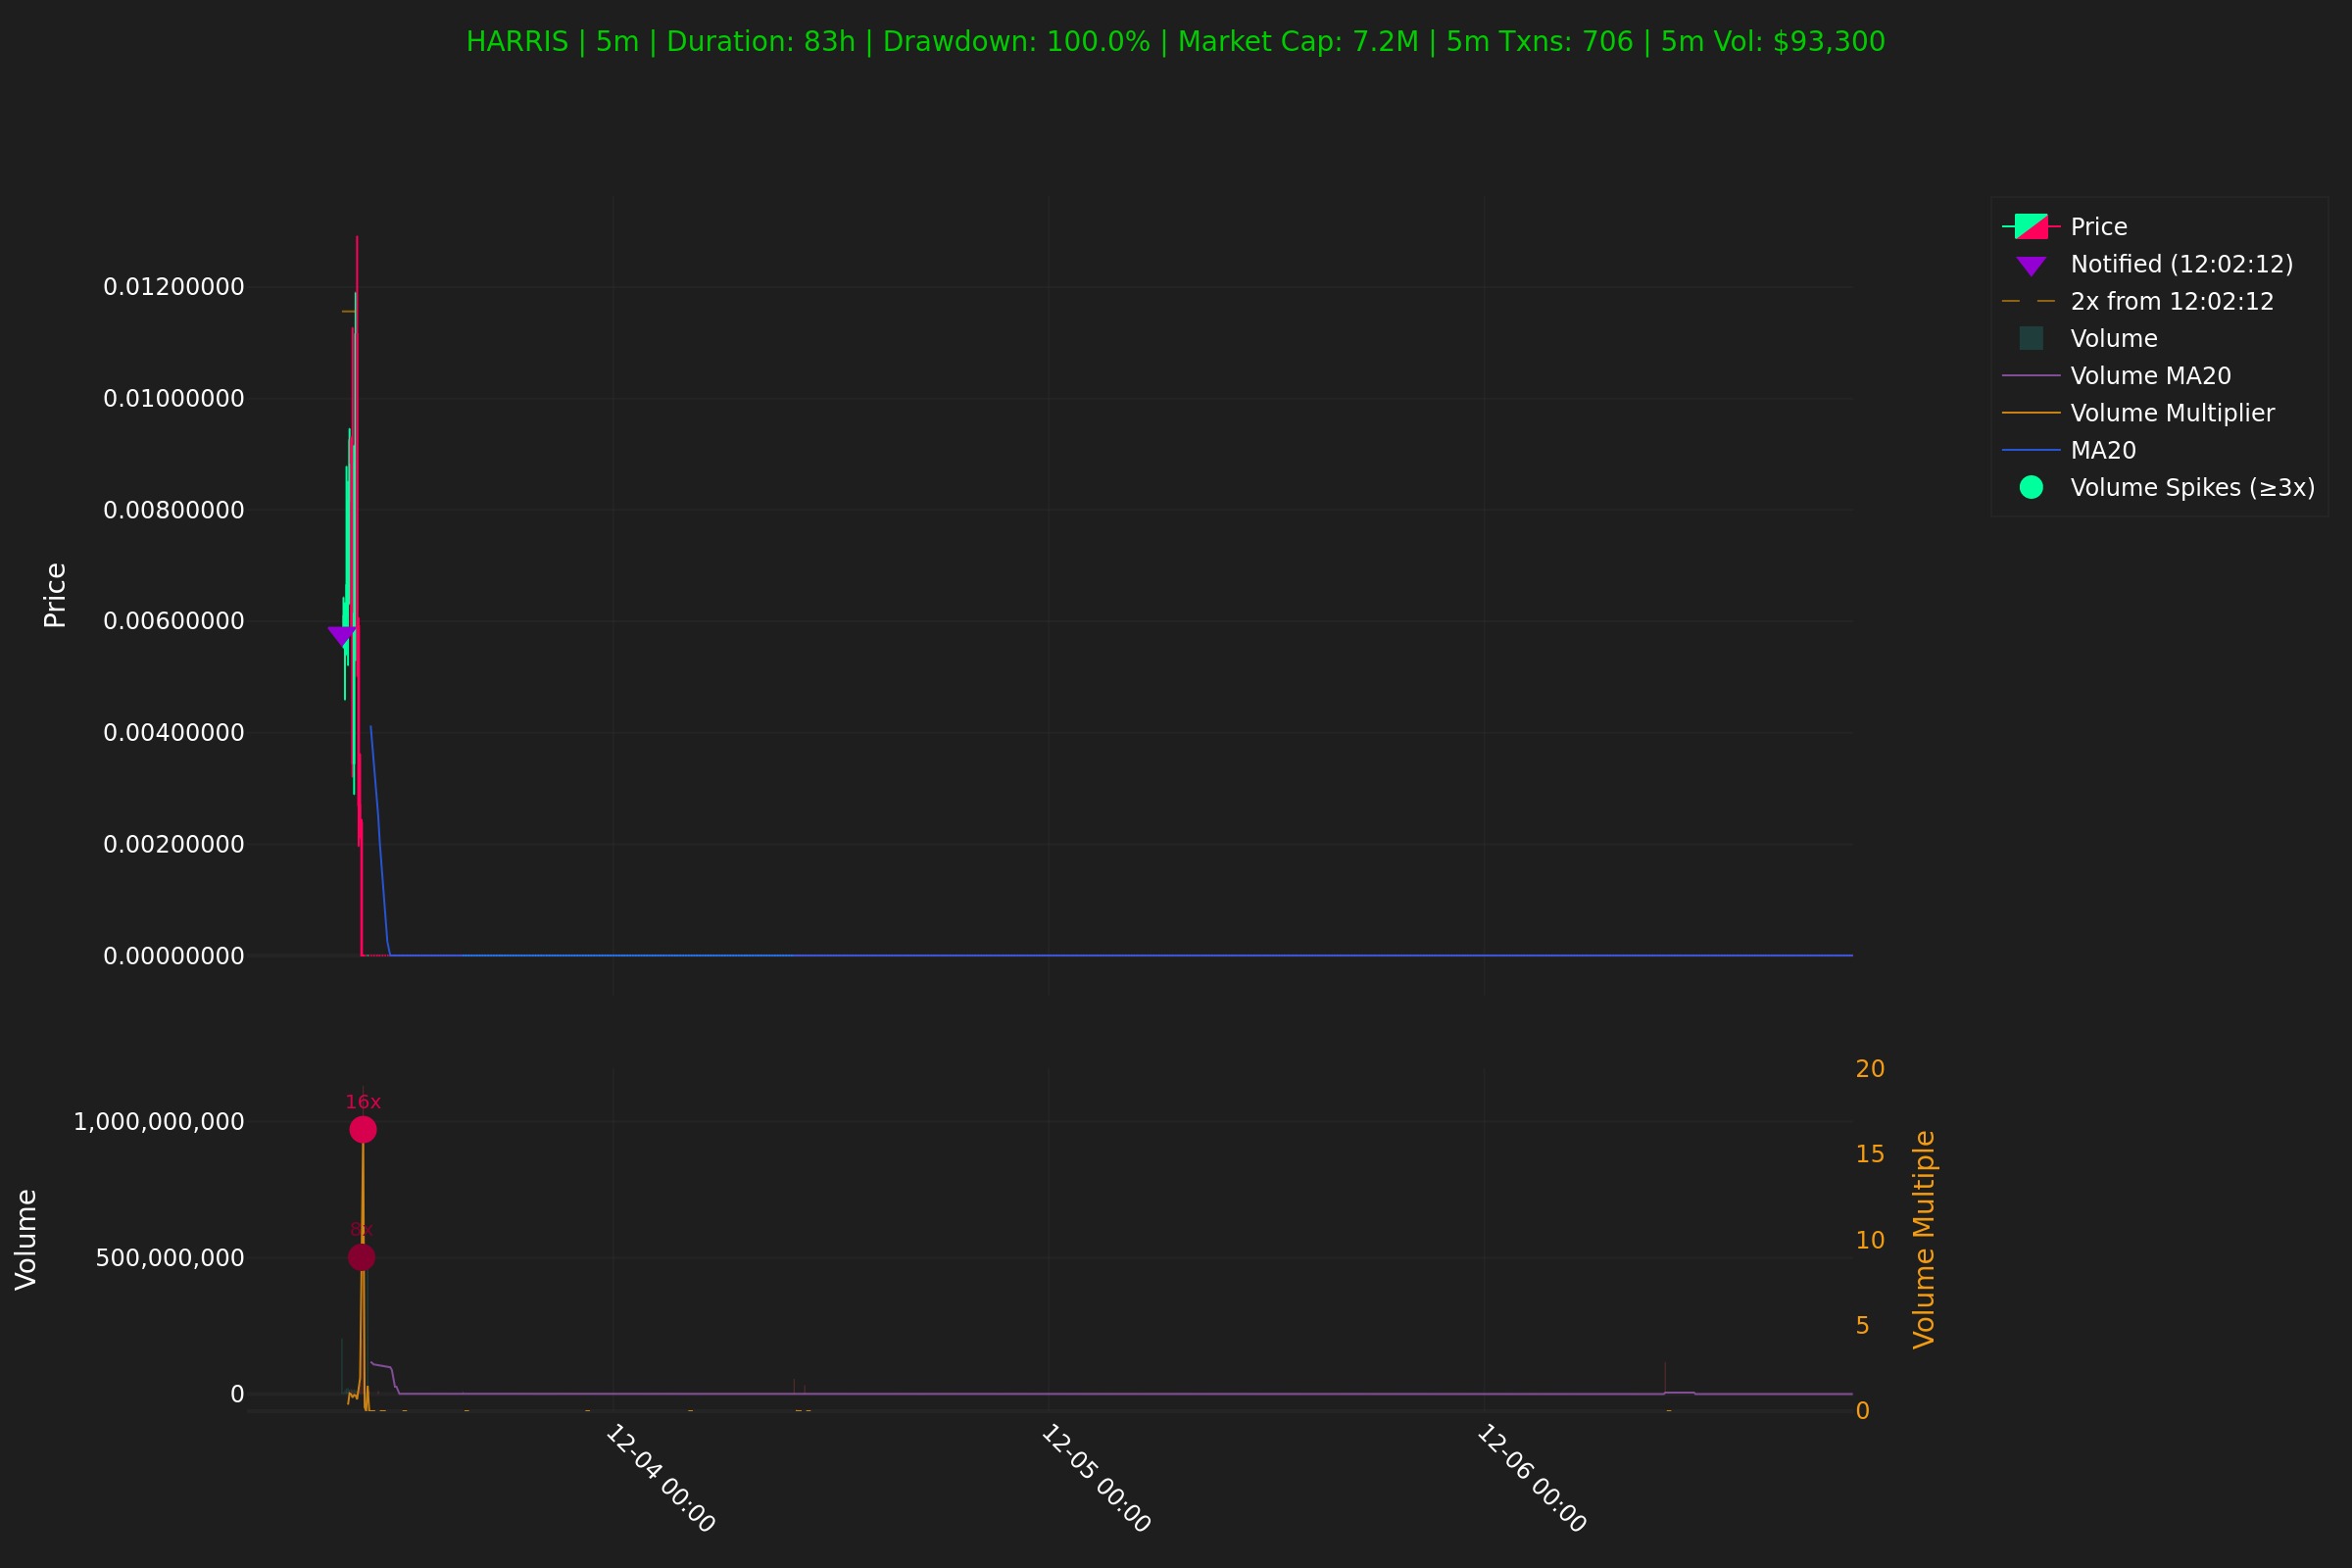 HARRIS | 5m | Duration: 83h | Drawdown: 100.0% | Market Cap: 7.2M | 5m Txns: 706 | 5m Vol: $93,300
Price
0.01200000
0.01000000
0.00800000
0.00600000
0.00400000
0.00200000
0.00000000
Price
Notified (12:02:12)
2x from 12:02:12
Volume
Volume MA20
Volume Multiplier
MA20
Volume Spikes (≥3x)
Volume
1,000,000,000
500,000,000
0
16x
8x
20
15
10
5
0
Volume Multiple
12-04 00:00
12-05 00:00
12-06 00:00